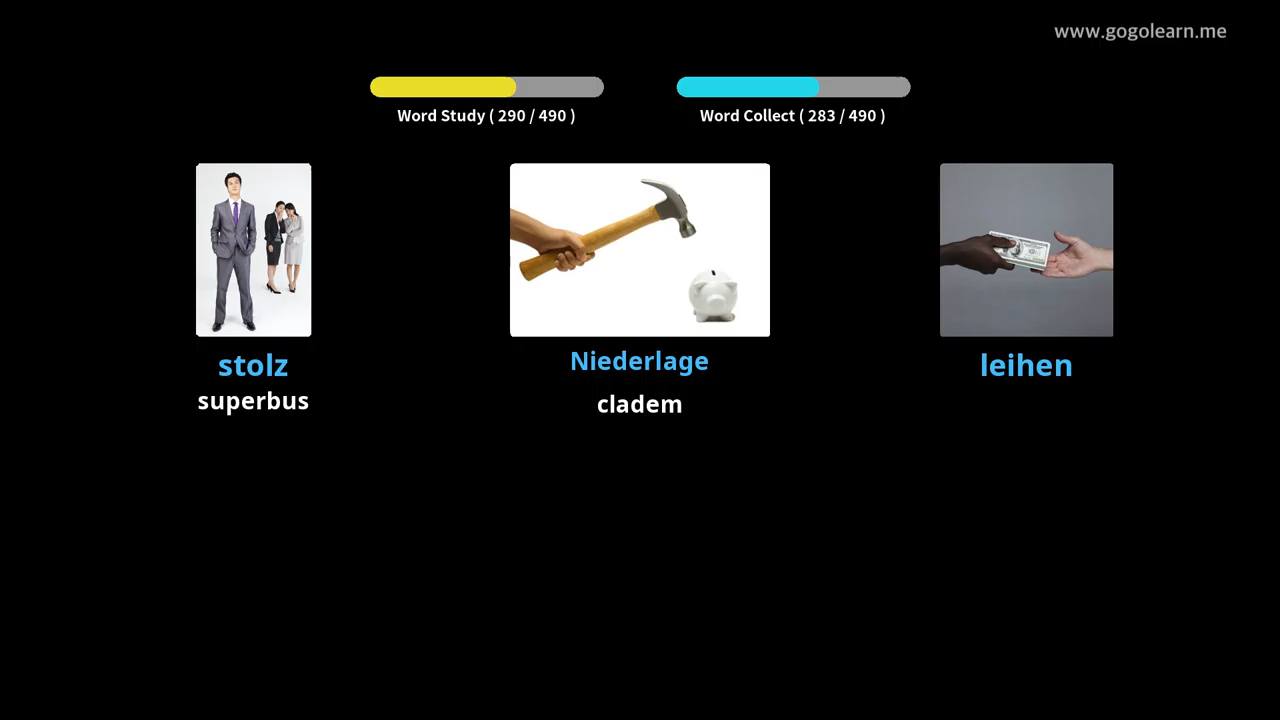 www.gogolearn.me
Word Study ( 290 / 490 )
Word Collect ( 283 / 490 )
stolz
superbus
Niederlage
cladem
leihen